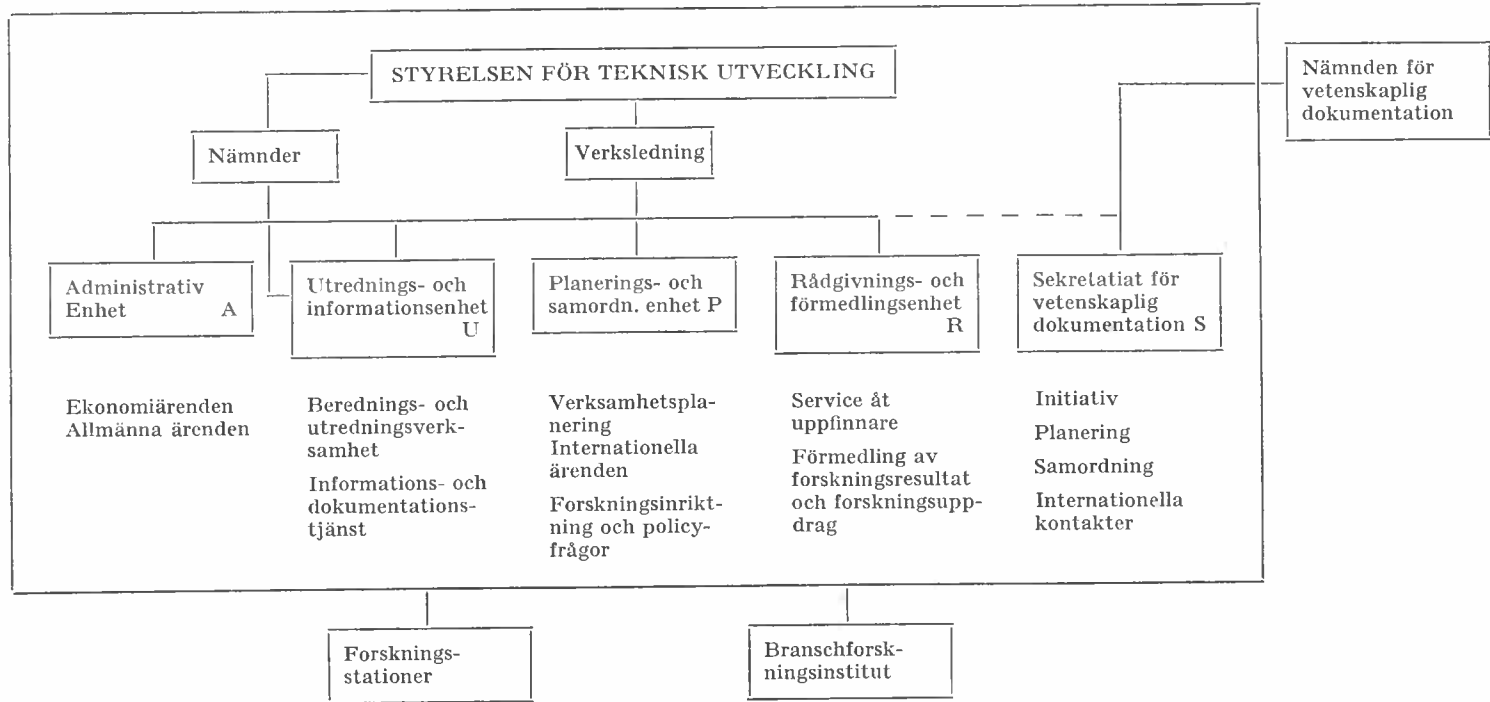 STYRELSEN FÖR TEKNISK UTVECKLING
Nämnden för
vetenskaplig
dokumentation
Nämnder
Verksledning
Administrativ
Enhet A
Utrednings- och
informationsenhet
U
Planerings- och
samordn. enhet P
Rådgivnings- och
förmedlingsenhet
R
Sekretatiat för
vetenskaplig
dokumentation S
Ekonomiärenden
Allmänna ärenden
Berednings- och
utredningsverk-
samhet
Informations- och
dokumentations-
tjänst
Verksamhetspla-
nering
Internationella
ärenden
Forskningsinrikt-
ning och policy-
frågor
Service åt
uppfinnare
Förmedling av
forskningsresultat
och forskningsupp-
drag
Initiativ
Planering
Samordning
Internationella
kontakter
Forsknings-
stationer
Branschforsk-
ningsinstitut